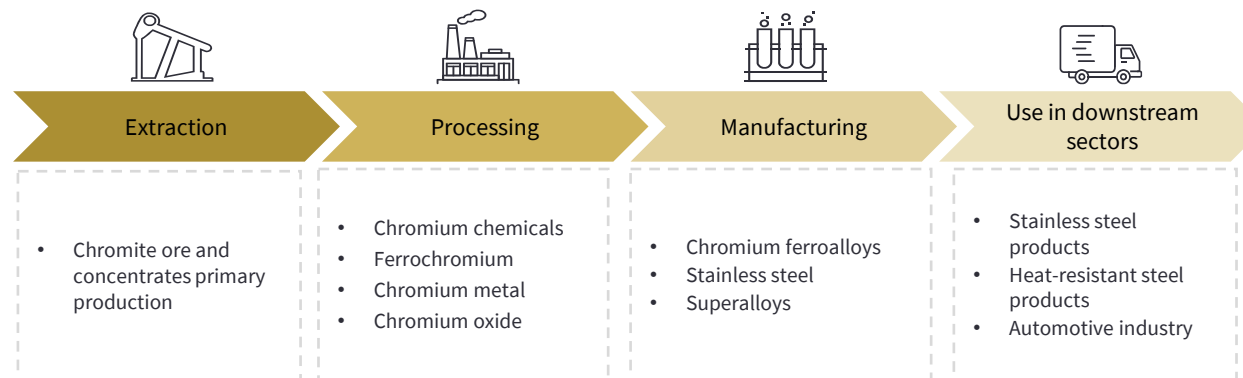 Extraction
Processing
Manufacturing
Use in downstream
sectors
• Chromite ore and
concentrates primary
production
• Chromium chemicals
• Ferrochromium
• Chromium metal
• Chromium oxide
• Chromium ferroalloys
• Stainless steel
• Superalloys
• Stainless steel
products
• Heat-resistant steel
products
• Automotive industry